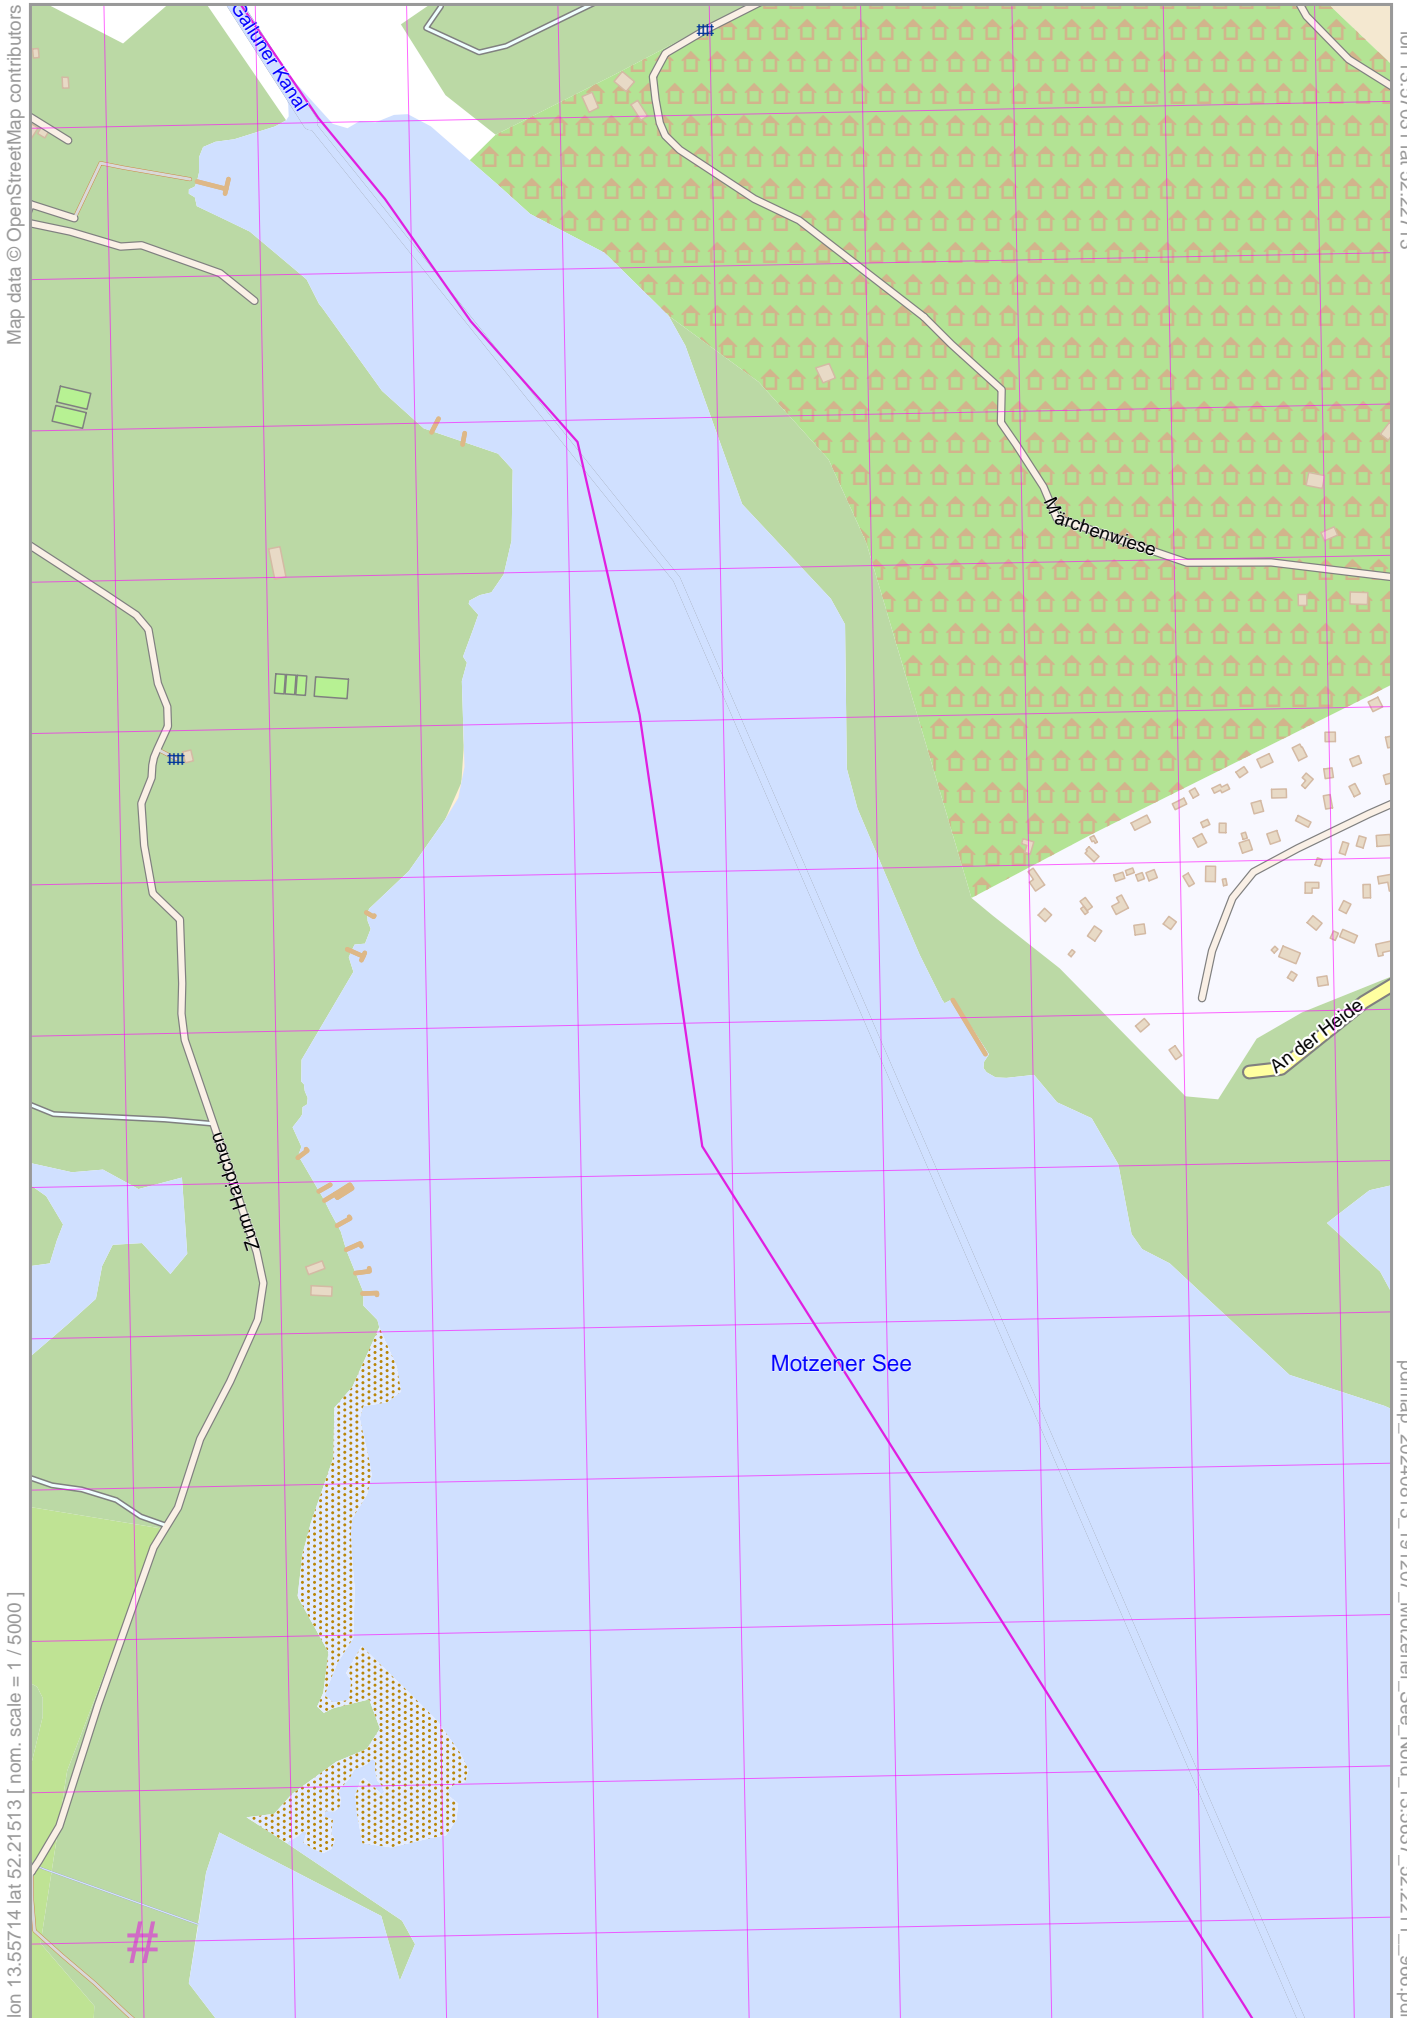 Map data © OpenStreetMap contributors
Galluner Kanal
Märchenwiese
An der Heide
Zum Haidchen
Motzener See
#
lon 13.55714 lat 52.21513 [ nom. scale = 1 / 5000 ]